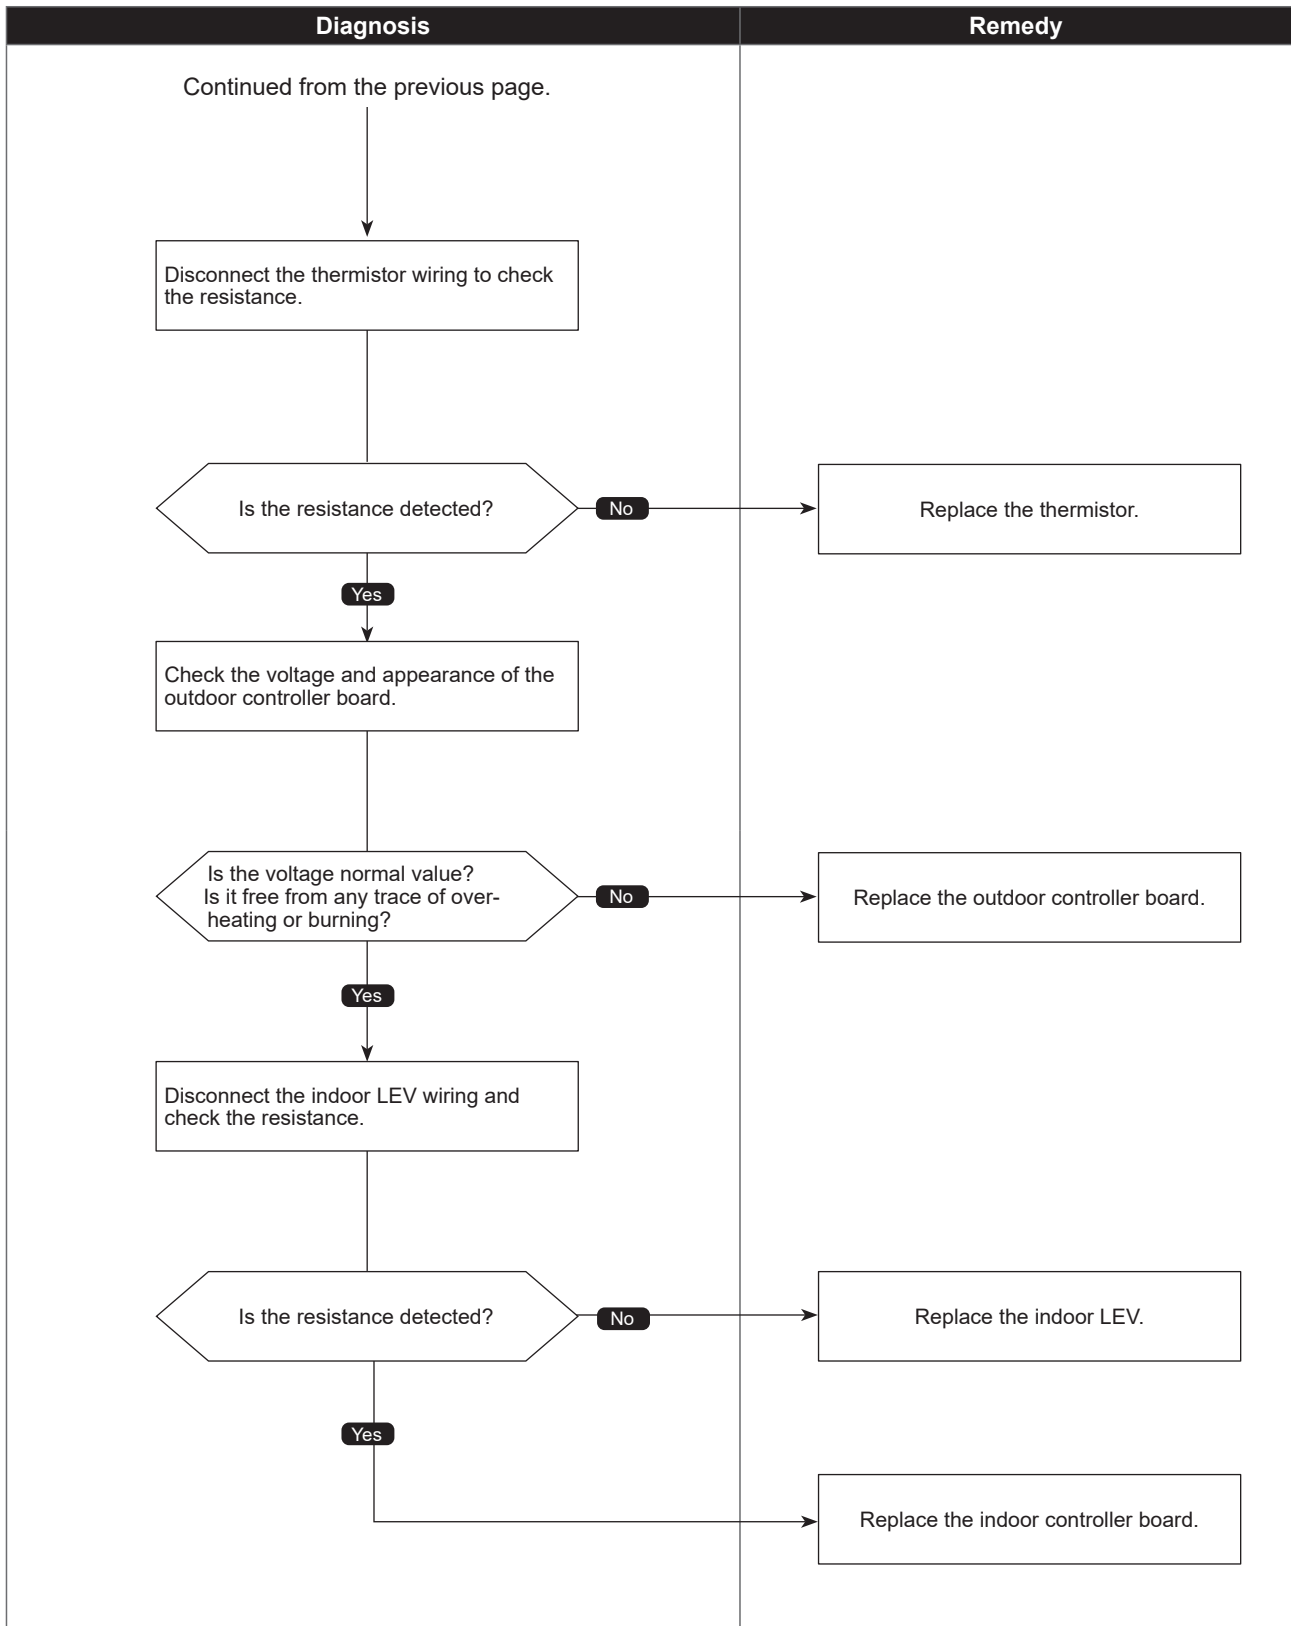 Diagnosis
Remedy
Continued from the previous page.
Disconnect the thermistor wiring to check
the resistance.
Is the resistance detected?
No
Replace the thermistor.
Yes
Check the voltage and appearance of the
outdoor controller board.
Is the voltage normal value?
Is it free from any trace of over-
heating or burning?
No
Replace the outdoor controller board.
Yes
Disconnect the indoor LEV wiring and
check the resistance.
Is the resistance detected?
No
Replace the indoor LEV.
Yes
Replace the indoor controller board.